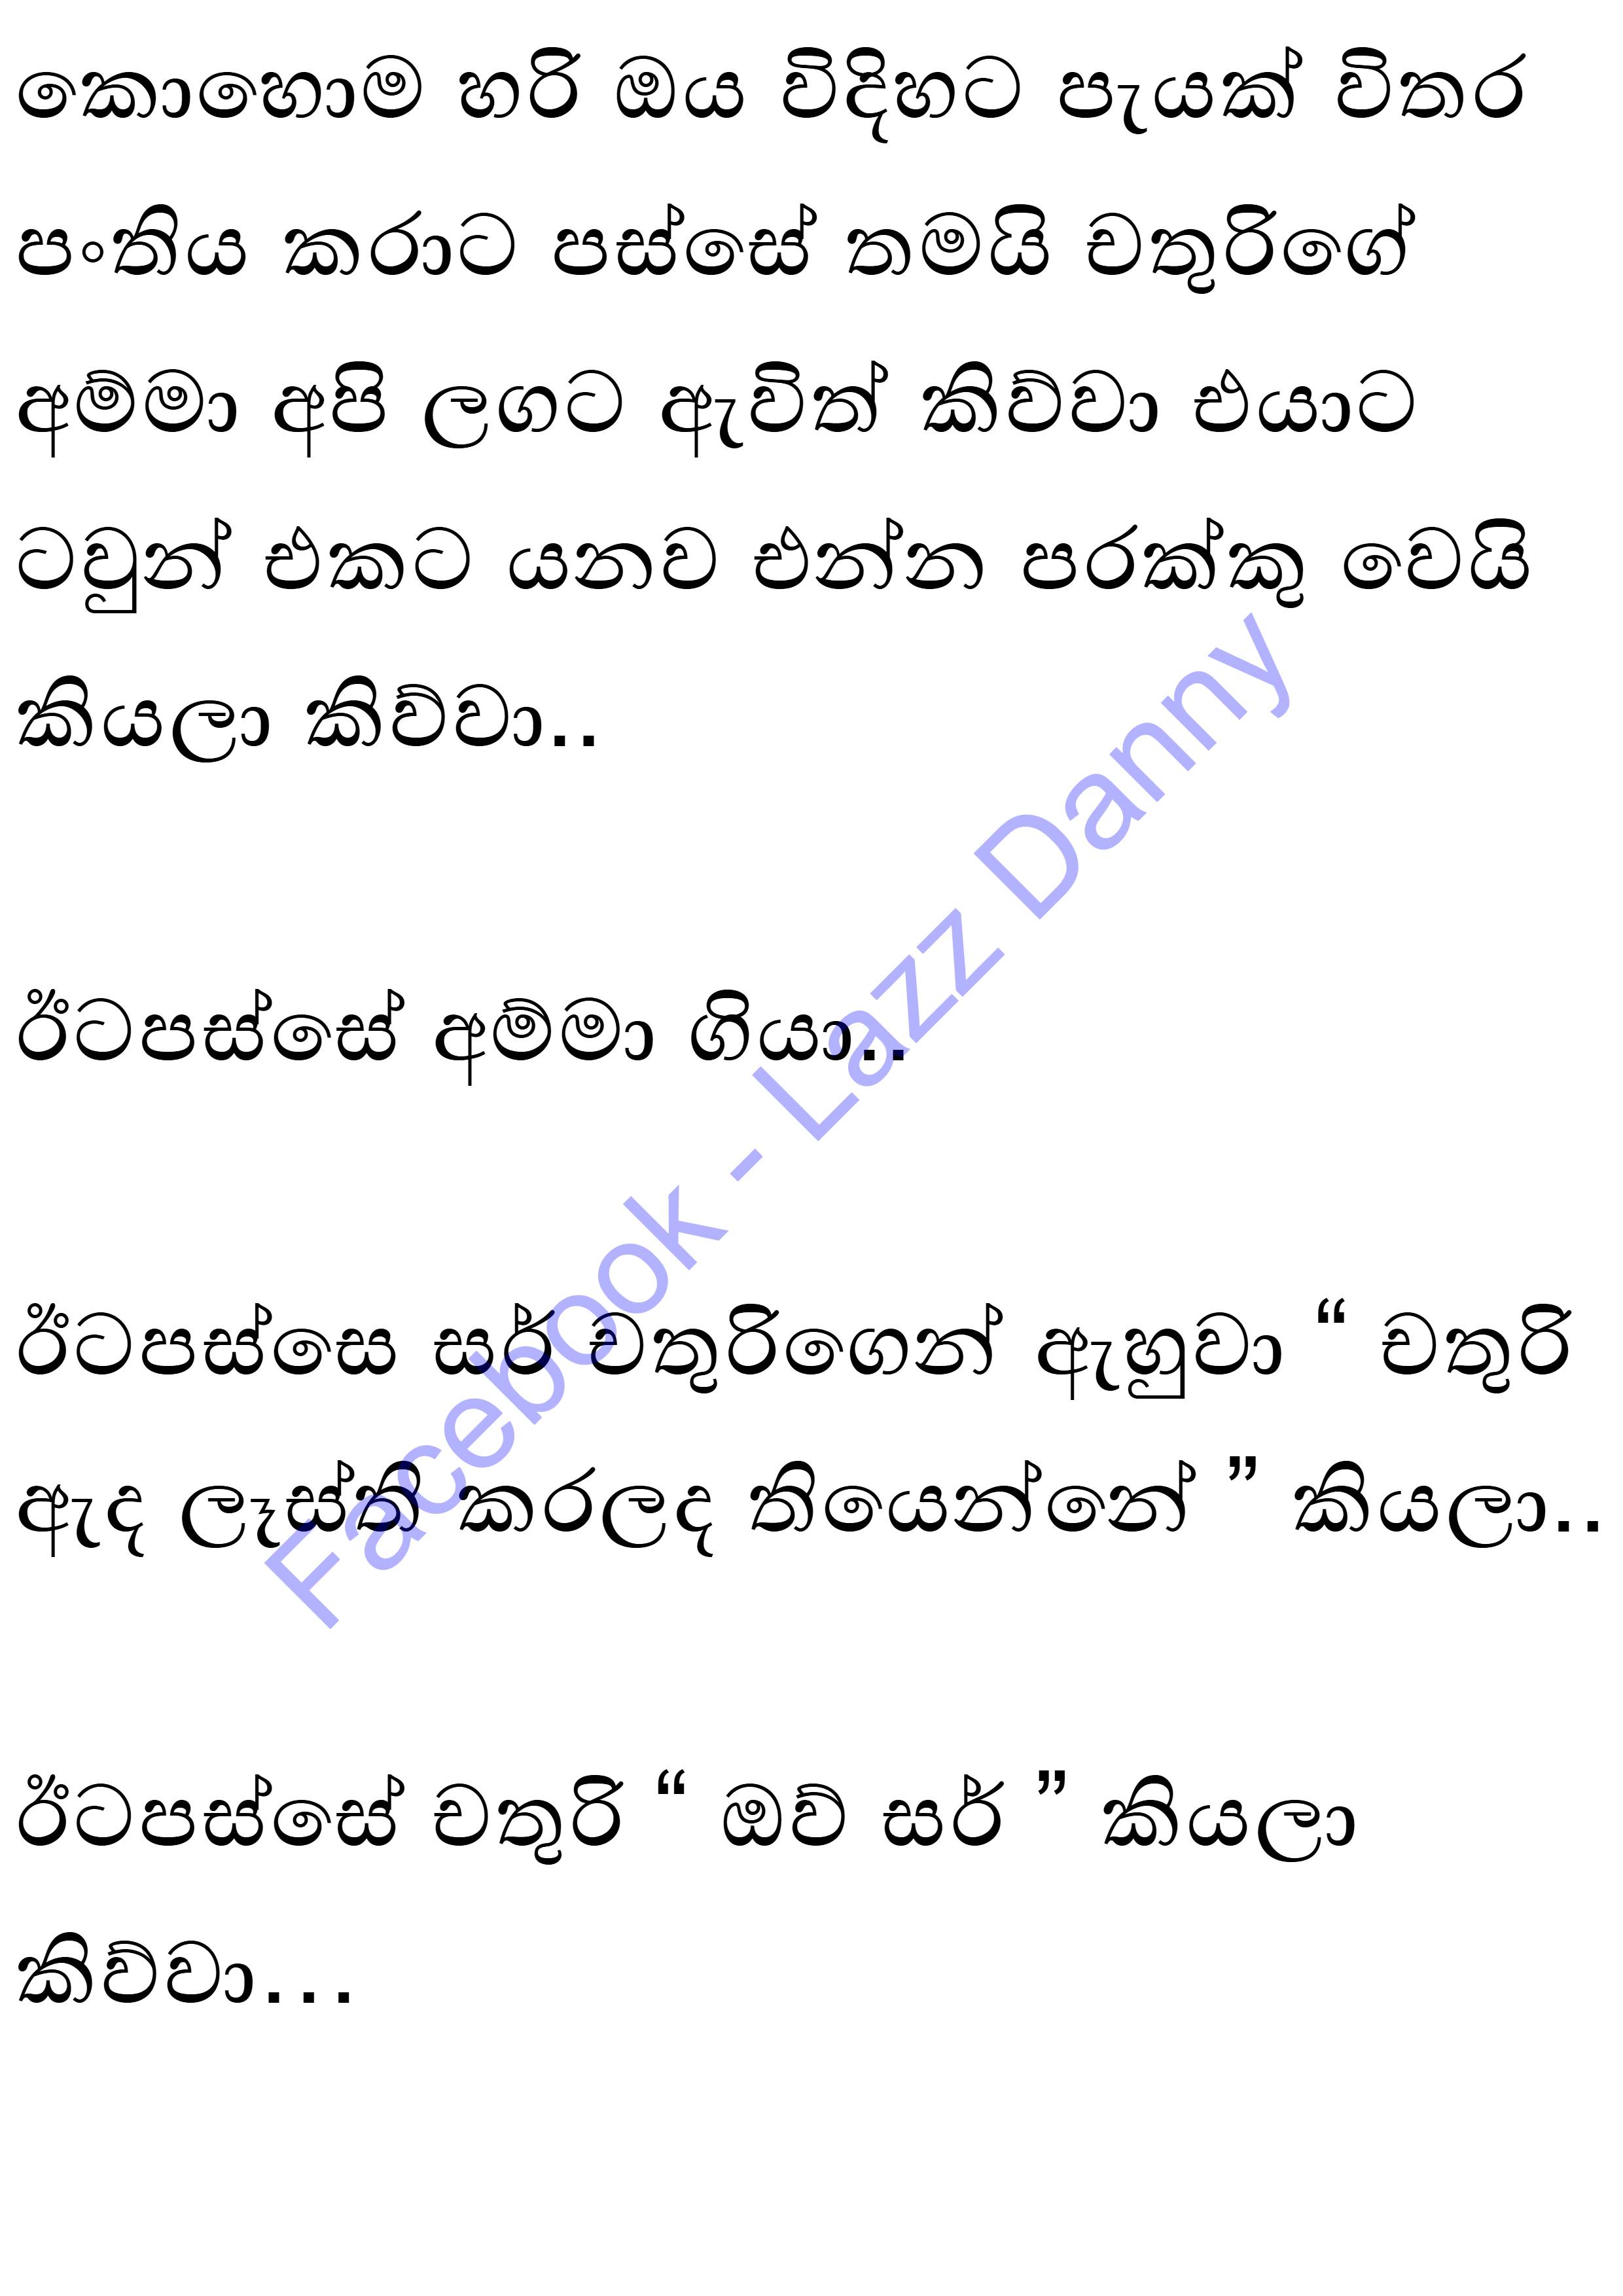 කොහොම හරි ඔය විදිහට පැයක් විතර
පංතිය කරාට පස්සේ තමයි චතුරිගේ
අම්මා අපි ලගට ඇවිත් කිව්වා එයාට
ටවුන් එකට යනව එන්න පරක්කු වෙයි
කියලා කිව්වා..
ඊටපස්සේ අම්මා ගියා..
ඊටපස්සෙ සර් චතුරිගෙන් ඇහුවා “ චතුරි
ඇඳ ලෑස්ති කරලද තියෙන්නේ ” කියලා..
ඊටපස්සේ චතුරි “ ඔව් සර් ” කියලා
කිව්වා...
Facebook - Lazz Danny